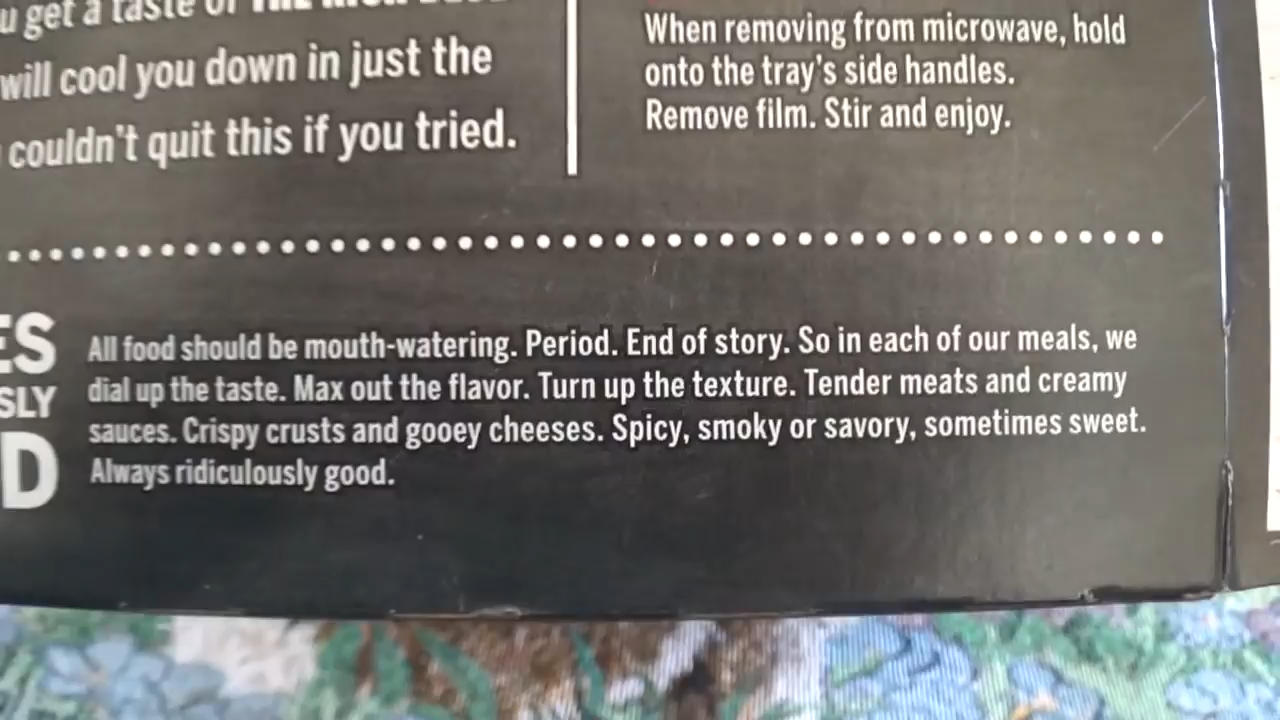 u get a taste of THE
will cool you down in just the
couldn't quit this if you tried.
When removing from microwave, hold
onto the tray's side handles.
Remove film. Stir and enjoy.
ES
SLY
D
All food should be mouth-watering. Period. End of story. So in each of our meals, we
dial up the taste. Max out the flavor. Turn up the texture. Tender meats and creamy
sauces. Crispy crusts and gooey cheeses. Spicy, smoky or savory, sometimes sweet.
Always ridiculously good.